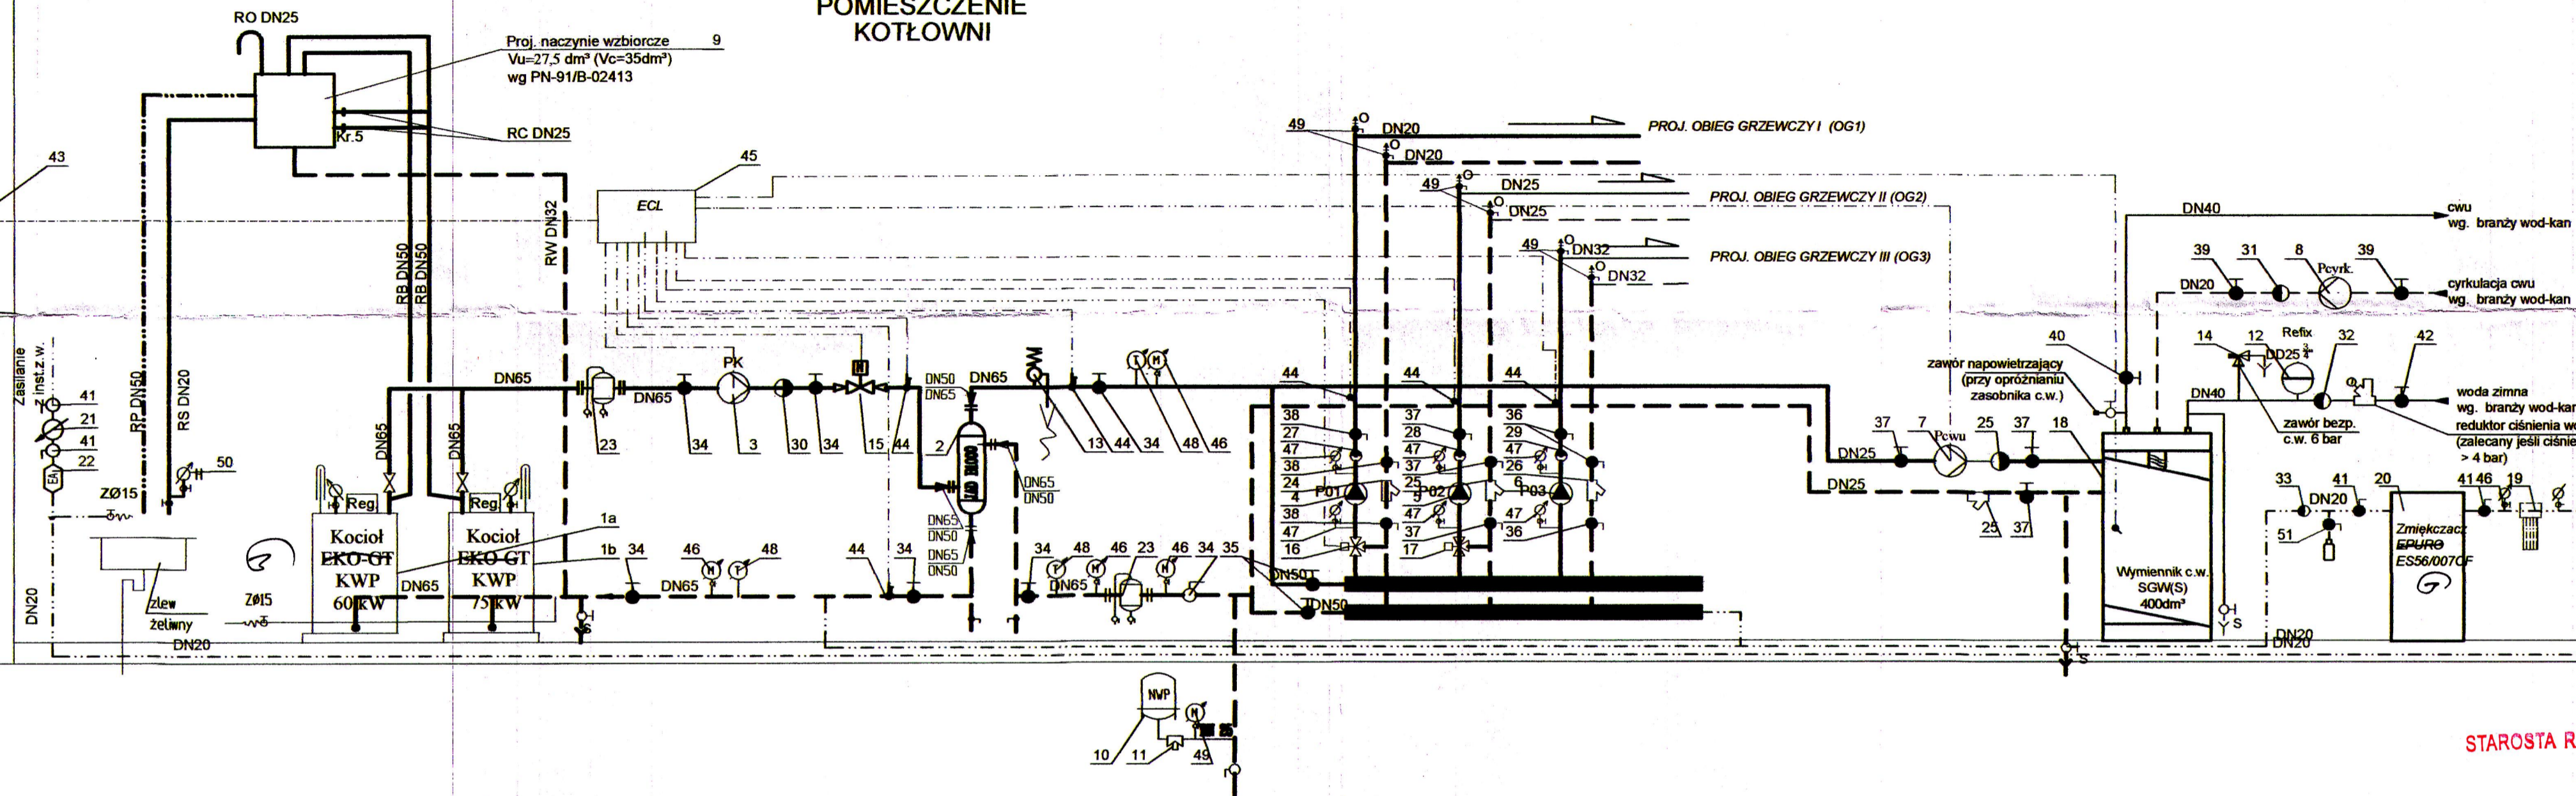 POMIESZCZENIE
KOTŁOWNI
RO DN25
Proj. naczynie wzbiorcze 9
Vu=27,5 dm³ (Vc=35dm³)
wg PN-91/B-02413
RC DN25
Kr.5
43
45
ECL
RP DN50
RS DN20
RB DN50
RB DN50
RW DN32
49
DN20
PROJ. OBIEG GRZEWCZY I (OG1)
DN20
49
DN25
PROJ. OBIEG GRZEWCZY II (OG2)
DN25
49
DN32
PROJ. OBIEG GRZEWCZY III (OG3)
DN32
DN40
cwu
wg. branży wod-kan
39 31 8 39
Pcyrk.
DN20
cyrkulacja cwu
wg. branży wod-kan
40
14 12 32 42
Refix
DD25 3/4"
zawór napowietrzający
(przy opróżnianiu
zasobnika c.w.)
DN40
zawór bezp.
c.w. 6 bar
woda zimna
wg. branży wod-kan
reduktor ciśnienia
(zalecany jeśli
> 4 bar)
Zasilanie
inst.z.w.
41
21
41
22
EA
ZØ15
50
DN65
DN65
DN65
DN65
PK
M
23 34 3 30 34 15 44 2
DN50
DN65
DN65
DN65
DN50
DN65
DN50
DN65
DN50
T M
13 44 34 48 46
44 44 44
38
27
47
38
24
4
38
47
16
P01
37
28
47
37
25
5
47
37
17
P02
36
29
47
26
6
47
36
P03
37 7 25 37 18
Pcwu
DN25
DN25
25 37
Reg.
Reg.
Kocioł
EKO-GT
KWP
60 kW
Kocioł
EKO-GT
KWP
75 kW
1a
1b
34 46 48 44 34
M T
DN65
DN65
34 48 46 23 46 34 35
T M M
DN65
DN50
DN50
zlew
żeliwny
ZØ15
DN20
DN20
S
Wymiennik c.w.
SGW(S)
400dm³
S
S
33 41 20 41 46 19
DN20
51
Zmiękczacz
EPURO
ES56/007CF
DN20
DN20
NWP
M
10 11 49
STAROSTA R